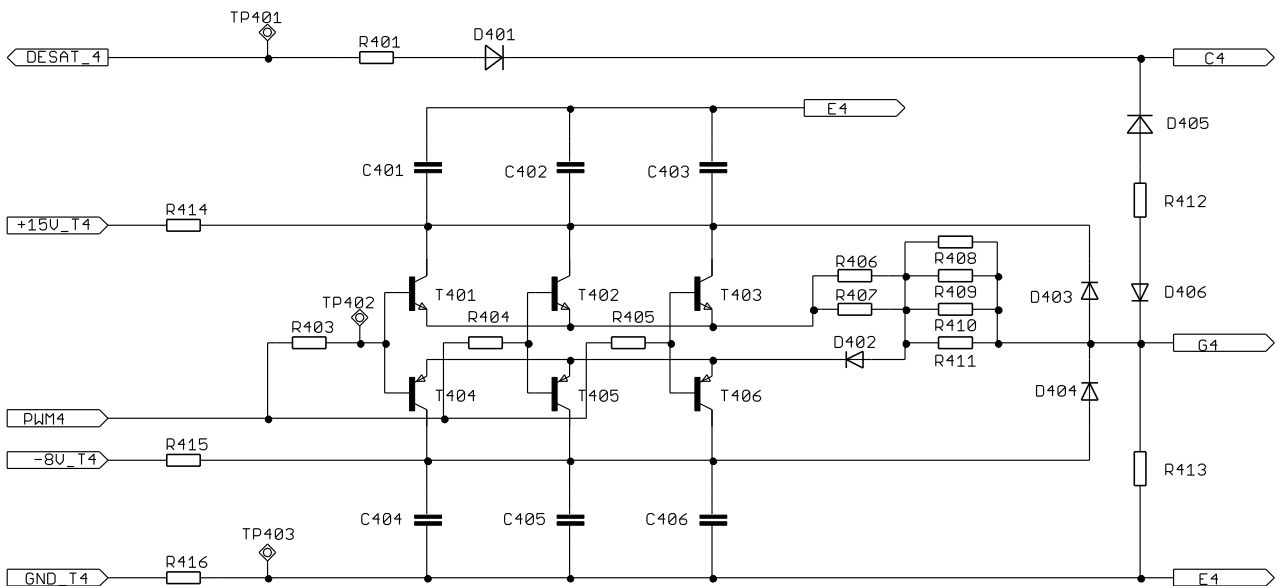 TP401
DESAT_4
R401
D401
C4
E4
D405
C401
C402
C403
R412
+15V_T4
R414
R408
R406
T401
T402
T403
R409
D403
D406
TP402
R407
R403
R404
R405
R410
D402
R411
G4
T404
T405
T406
D404
PWM4
R415
-8V_T4
R413
C404
C405
C406
TP403
R416
GND_T4
E4